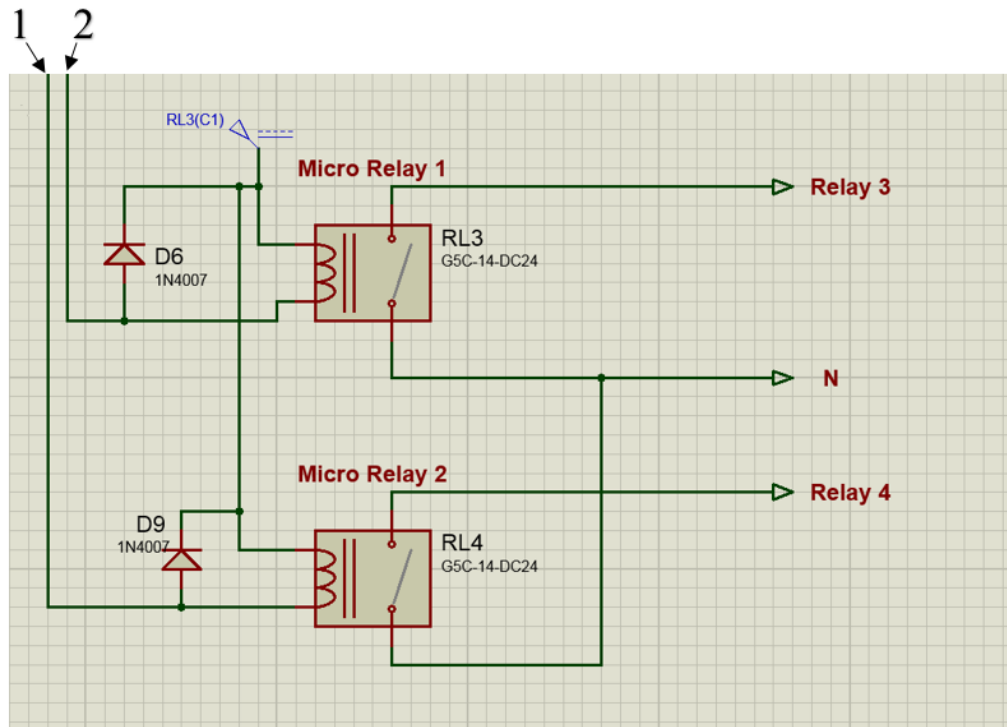 1 2
RL3(C1)
Micro Relay 1
Relay 3
RL3
G5C-14-DC24
D6
1N4007
N
Micro Relay 2
Relay 4
D9
1N4007
RL4
G5C-14-DC24